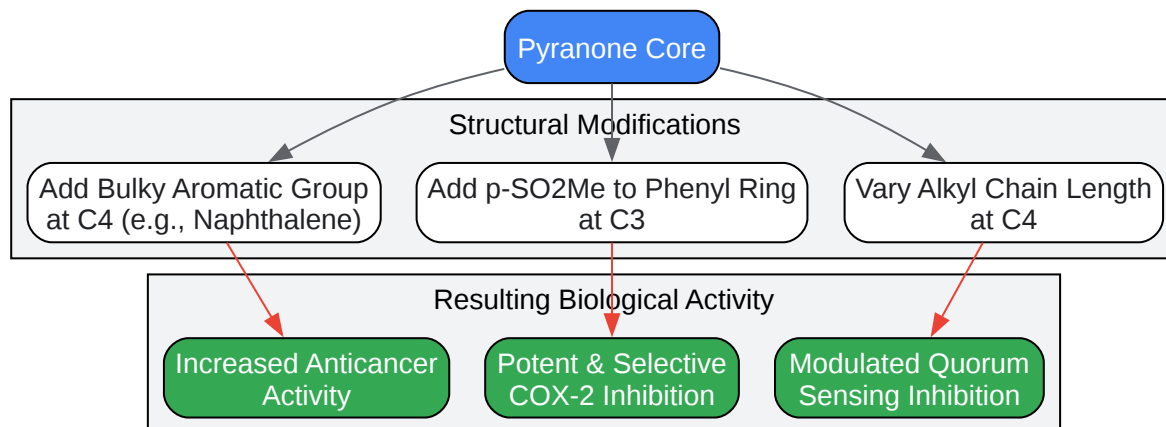 Pyranone Core
Structural Modifications
Add Bulky Aromatic Group
at C4 (e.g., Naphthalene)
Add p-SO2Me to Phenyl Ring
at C3
Vary Alkyl Chain Length
at C4
Resulting Biological Activity
Increased Anticancer
Activity
Potent & Selective
COX-2 Inhibition
Modulated Quorum
Sensing Inhibition